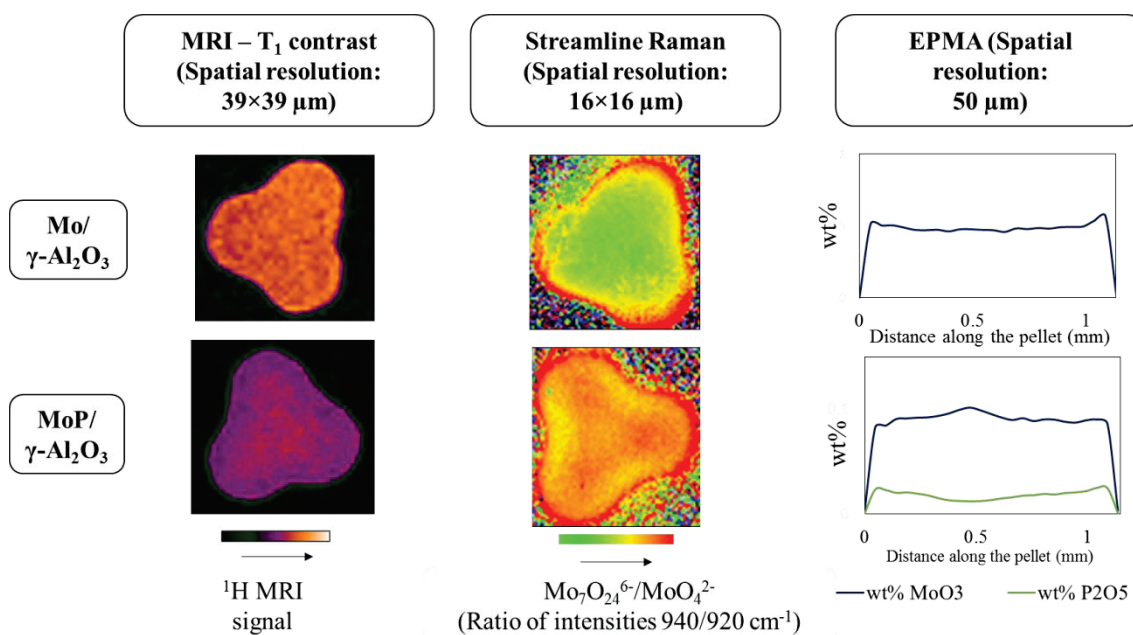 MRI – T₁ contrast
(Spatial resolution:
39×39 µm)
Streamline Raman
(Spatial resolution:
16×16 µm)
EPMA (Spatial
resolution:
50 µm)
Mo/
γ-Al₂O₃
wt%
0
0.5
1
Distance along the pellet (mm)
MoP/
γ-Al₂O₃
wt%
0
0.5
1
Distance along the pellet (mm)
¹H MRI
signal
Mo₇O₂₄⁶⁻/MoO₄²⁻
(Ratio of intensities 940/920 cm⁻¹)
wt% MoO3
wt% P2O5